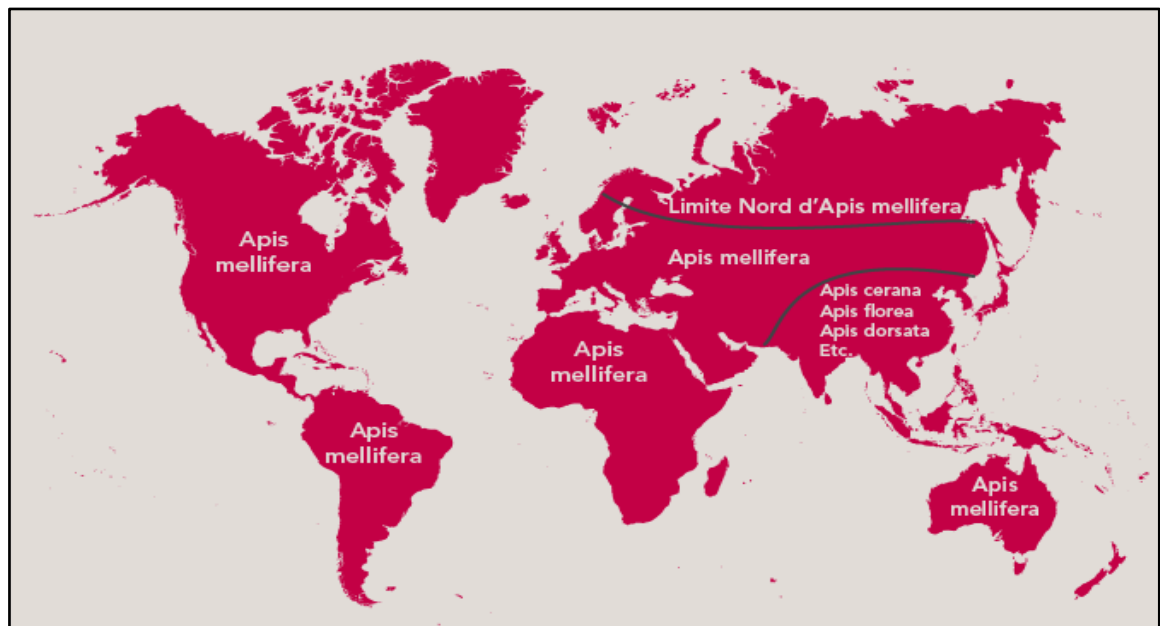 Limite Nord d'Apis mellifera
Apis
mellifera
Apis mellifera
Apis cerana
Apis florea
Apis dorsata
Etc.
Apis
mellifera
Apis
mellifera
Apis
mellifera